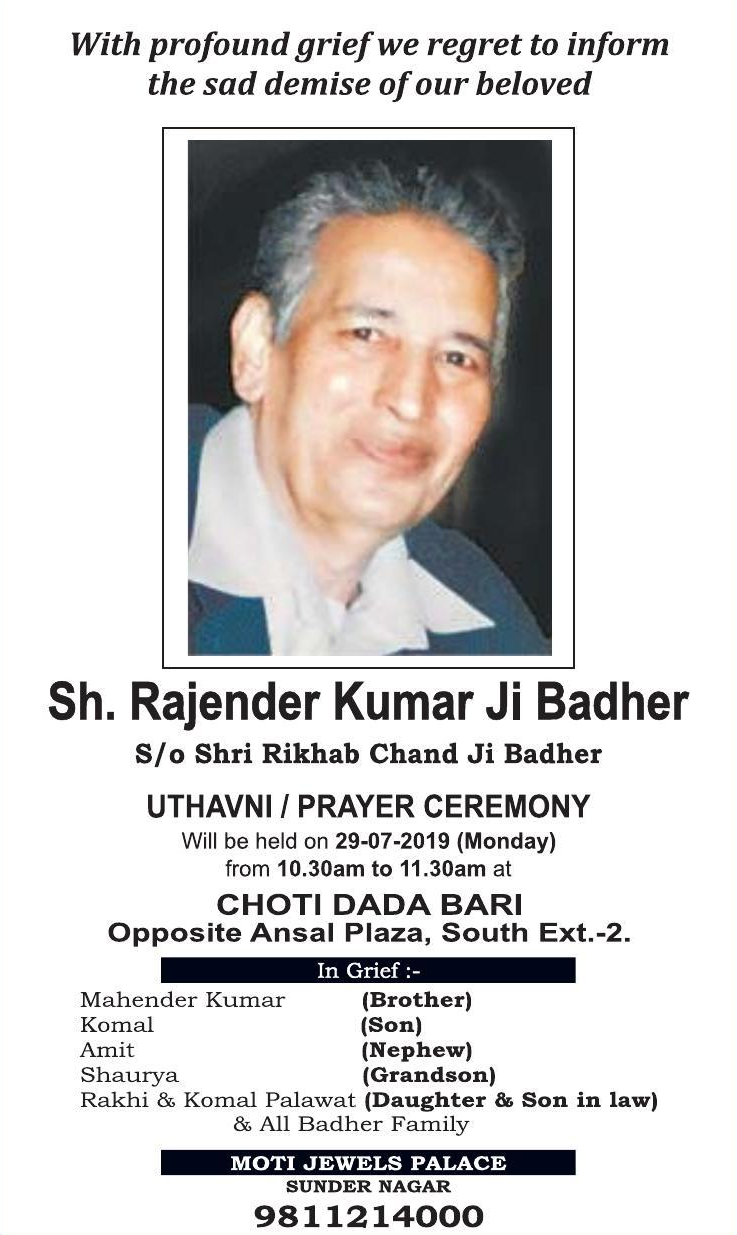 With profound grief we regret to inform
the sad demise of our beloved
Sh. Rajender Kumar Ji Badher
S/o Shri Rikhab Chand Ji Badher
UTHAVNI / PRAYER CEREMONY
Will be held on 29-07-2019 (Monday)
from 10.30am to 11.30am at
CHOTI DADA BARI
Opposite Ansal Plaza, South Ext.-2.
In Grief :-
Mahender Kumar (Brother)
Komal (Son)
Amit (Nephew)
Shaurya (Grandson)
Rakhi & Komal Palawat (Daughter & Son in law)
& All Badher Family
MOTI JEWELS PALACE
SUNDER NAGAR
9811214000